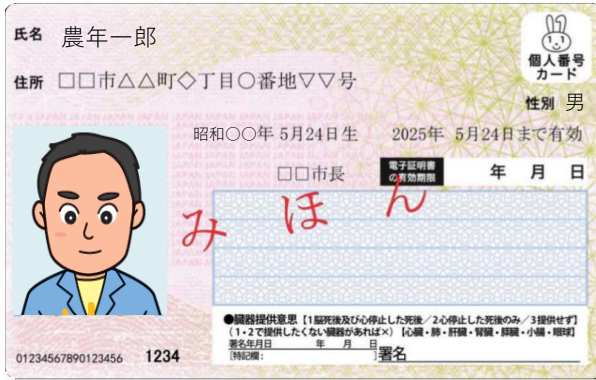 氏名 農年一郎
個人番号
カード
住所 □□市△△町◇丁目○番地▽▽号
性別 男
昭和○○年 5月24日生 2025年 5月24日まで有効
□□市長 電子証明書の有効期限 年 月 日
みほん
●臓器提供意思【1脳死後及び心停止した死後/2心停止した死後のみ/3提供せず】
(1・2で提供したくない臓器があれば×)【心臓・肺・肝臓・腎臓・膵臓・小腸・眼球】
署名年月日 年 月 日
[特記欄: ]署名
01234567890123456 1234